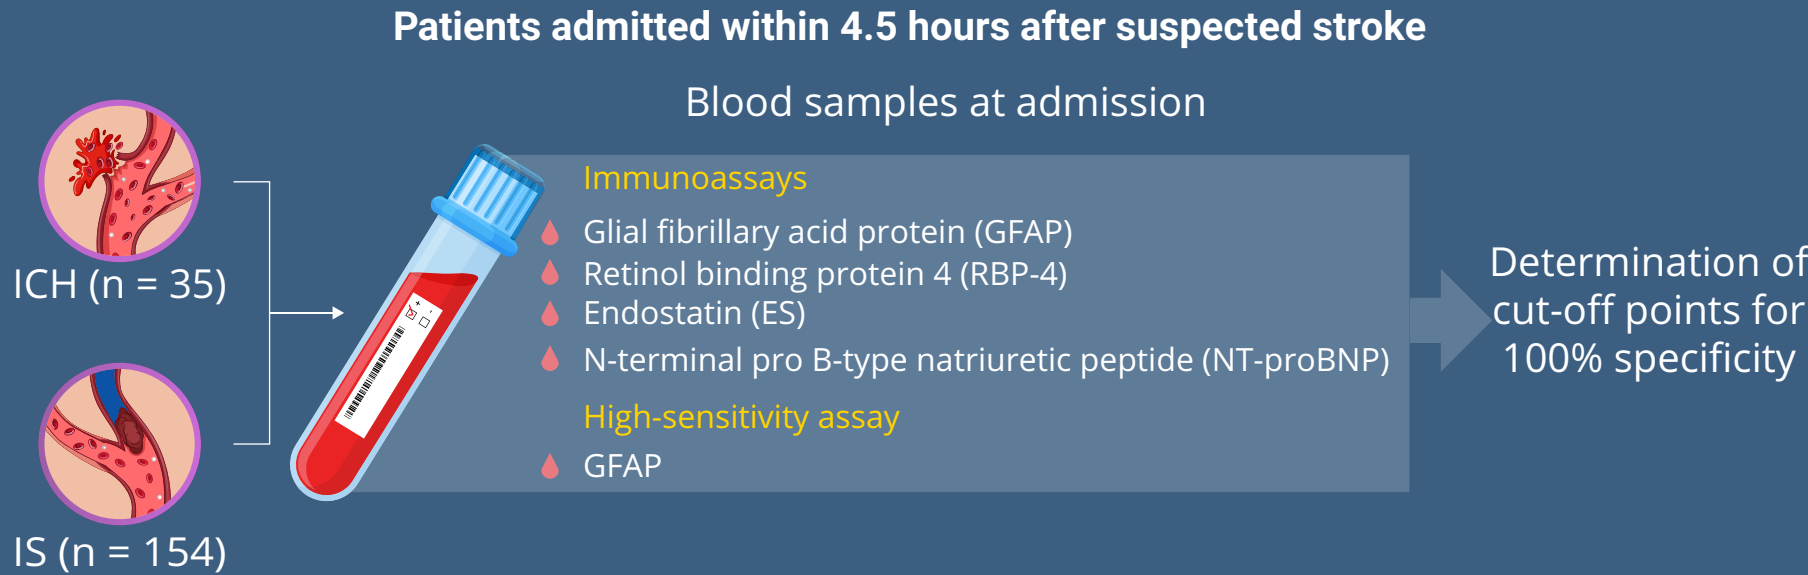 Patients admitted within 4.5 hours after suspected stroke
Blood samples at admission
ICH (n = 35)
IS (n = 154)
Immunoassays
Glial fibrillary acid protein (GFAP)
Retinol binding protein 4 (RBP-4)
Endostatin (ES)
N-terminal pro B-type natriuretic peptide (NT-proBNP)
High-sensitivity assay
GFAP
Determination of
cut-off points for
100% specificity